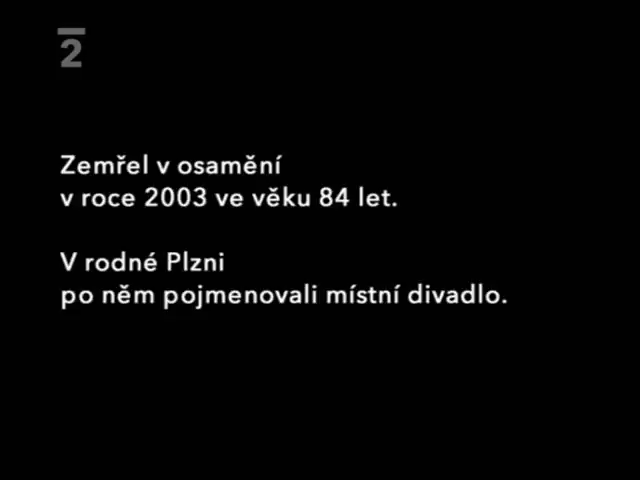 2
Zemřel v osamění
v roce 2003 ve věku 84 let.
V rodné Plzni
po něm pojmenovali místní divadlo.